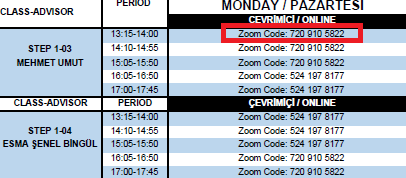 CLASS-ADVISOR PERIOD MONDAY / PAZARTESİ
ÇEVRİMİÇİ / ONLINE
STEP 1-03
MEHMET UMUT
13:15-14:00 Zoom Code: 720 910 5822
14:10-14:55 Zoom Code: 524 197 8177
15:05-15:50 Zoom Code: 720 910 5822
16:05-16:50 Zoom Code: 524 197 8177
17:00-17:45 Zoom Code: 524 197 8177
CLASS-ADVISOR PERIOD ÇEVRİMİÇİ / ONLINE
STEP 1-04
ESMA ŞENEL BİNGÜL
13:15-14:00 Zoom Code: 524 197 8177
14:10-14:55 Zoom Code: 720 910 5822
15:05-15:50 Zoom Code: 524 197 8177
16:05-16:50 Zoom Code: 720 910 5822
17:00-17:45 Zoom Code: 720 910 5822